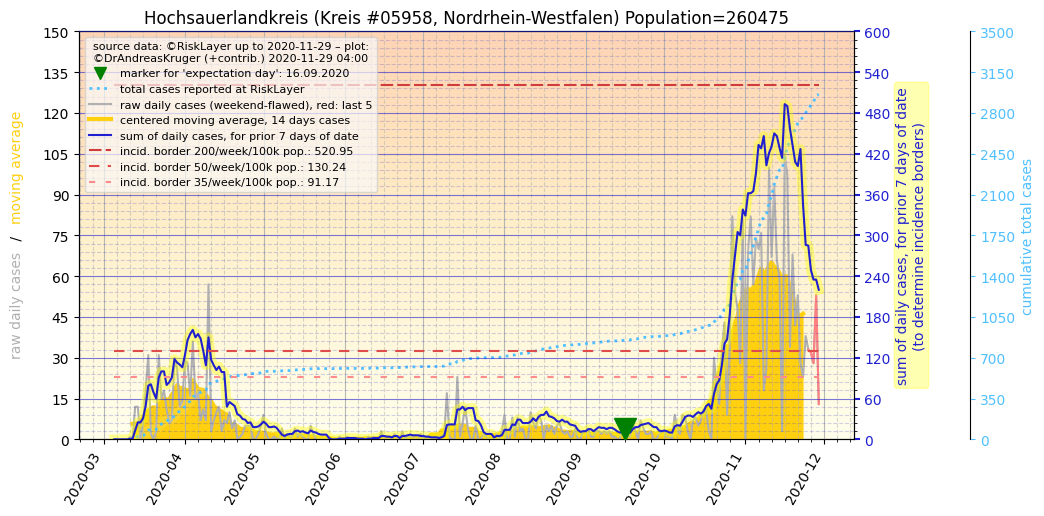 Hochsauerlandkreis (Kreis #05958, Nordrhein-Westfalen) Population=260475
source data: ©RiskLayer up to 2020-11-29 – plot:
©DrAndreasKruger (+contrib.) 2020-11-29 04:00
marker for 'expectation day': 16.09.2020
total cases reported at RiskLayer
raw daily cases (weekend-flawed), red: last 5
centered moving average, 14 days cases
sum of daily cases, for prior 7 days of date
incid. border 200/week/100k pop.: 520.95
incid. border 50/week/100k pop.: 130.24
incid. border 35/week/100k pop.: 91.17
raw daily cases / moving average
150
135
120
105
90
75
60
45
30
15
0
600
540
480
420
360
300
240
180
120
60
0
sum of daily cases, for prior 7 days of date
(to determine incidence borders)
3500
3150
2800
2450
2100
1750
1400
1050
700
350
0
cumulative total cases
2020-03
2020-04
2020-05
2020-06
2020-07
2020-08
2020-09
2020-10
2020-11
2020-12